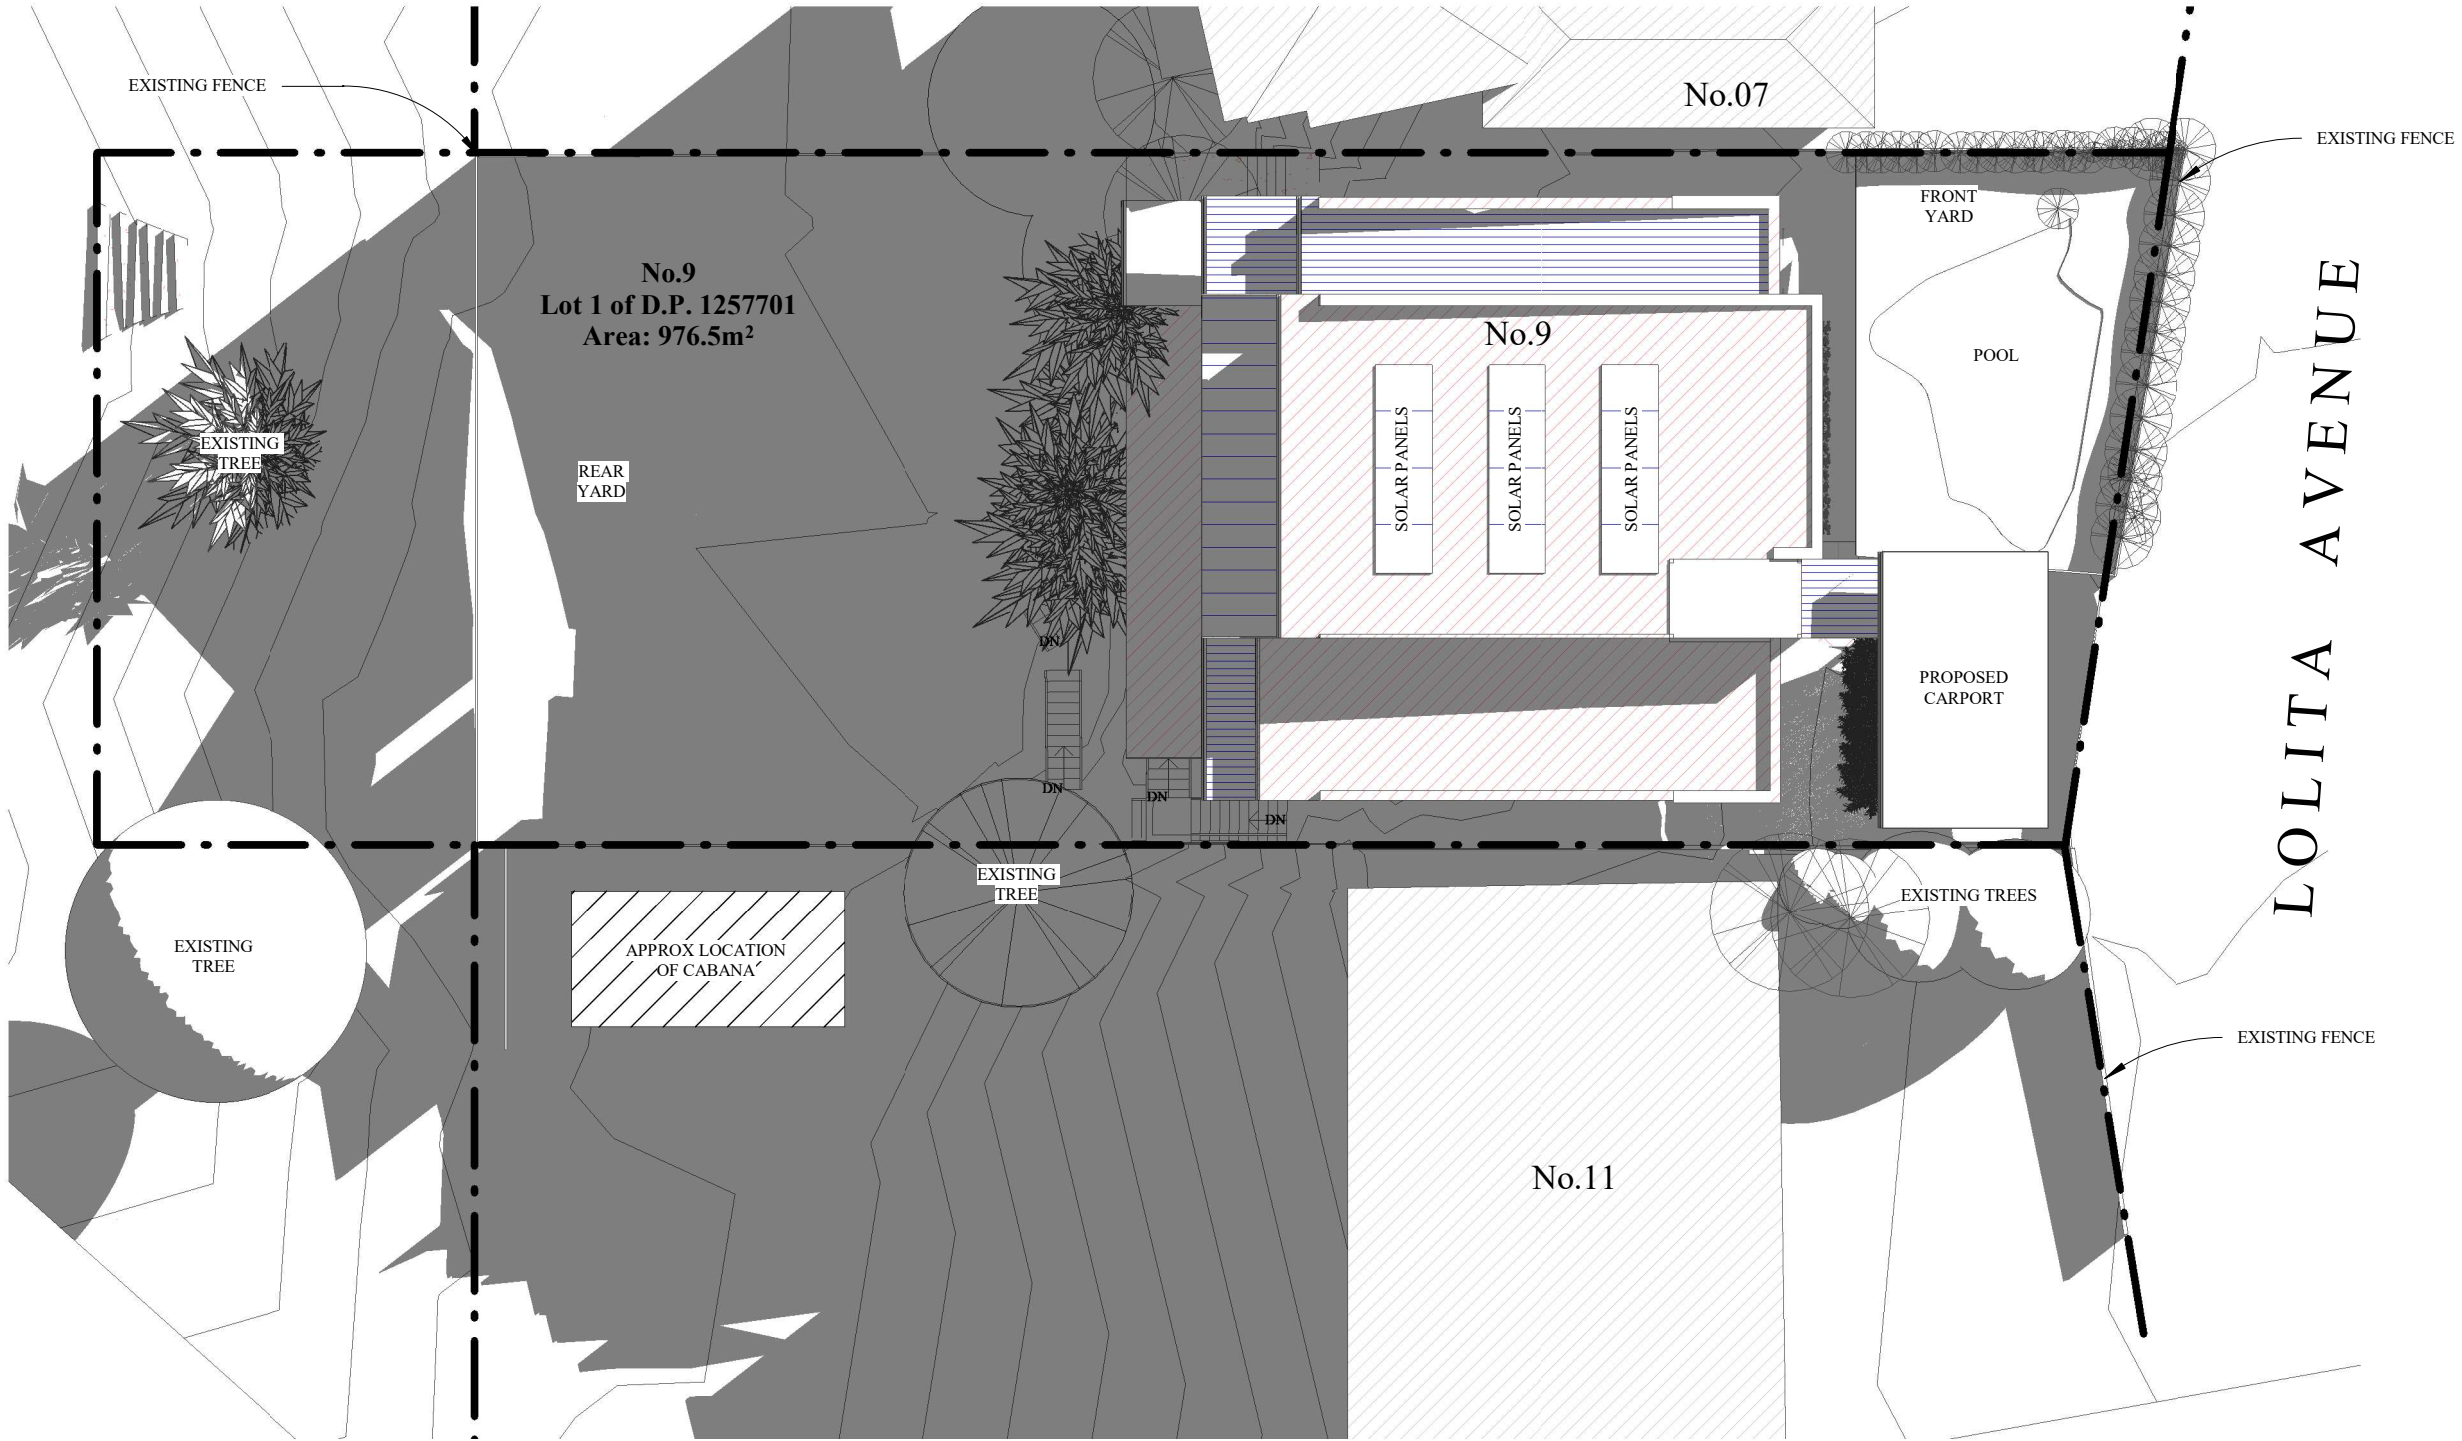 EXISTING FENCE
No.07
EXISTING FENCE
FRONT
YARD
No.9
Lot 1 of D.P. 1257701
Area: 976.5m²
No.9
POOL
LOLITA AVENUE
EXISTING
TREE
REAR
YARD
SOLAR PANELS
SOLAR PANELS
SOLAR PANELS
DN
PROPOSED
CARPORT
DN
DN
DN
EXISTING
TREE
EXISTING TREES
EXISTING
TREE
APPROX LOCATION
OF CABANA
EXISTING FENCE
No.11